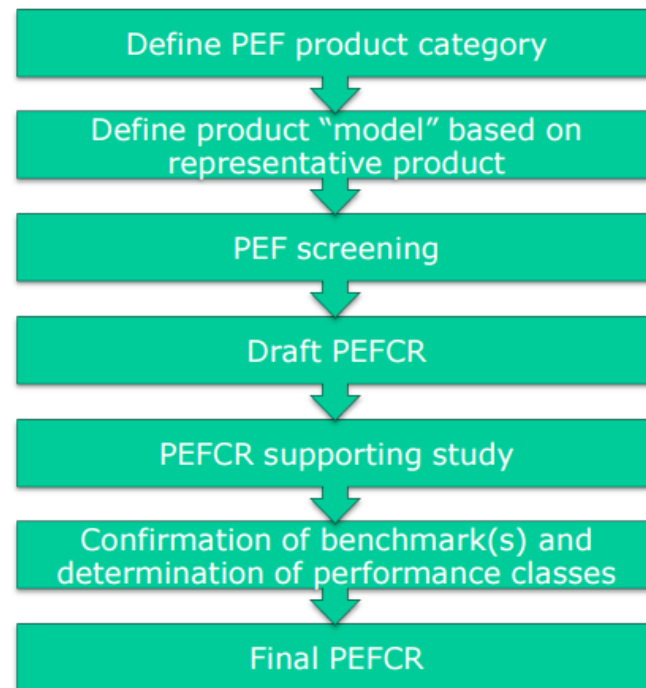 Define PEF product category
Define product “model” based on
representative product
PEF screening
Draft PEFCR
PEFCR supporting study
Confirmation of benchmark(s) and
determination of performance classes
Final PEFCR